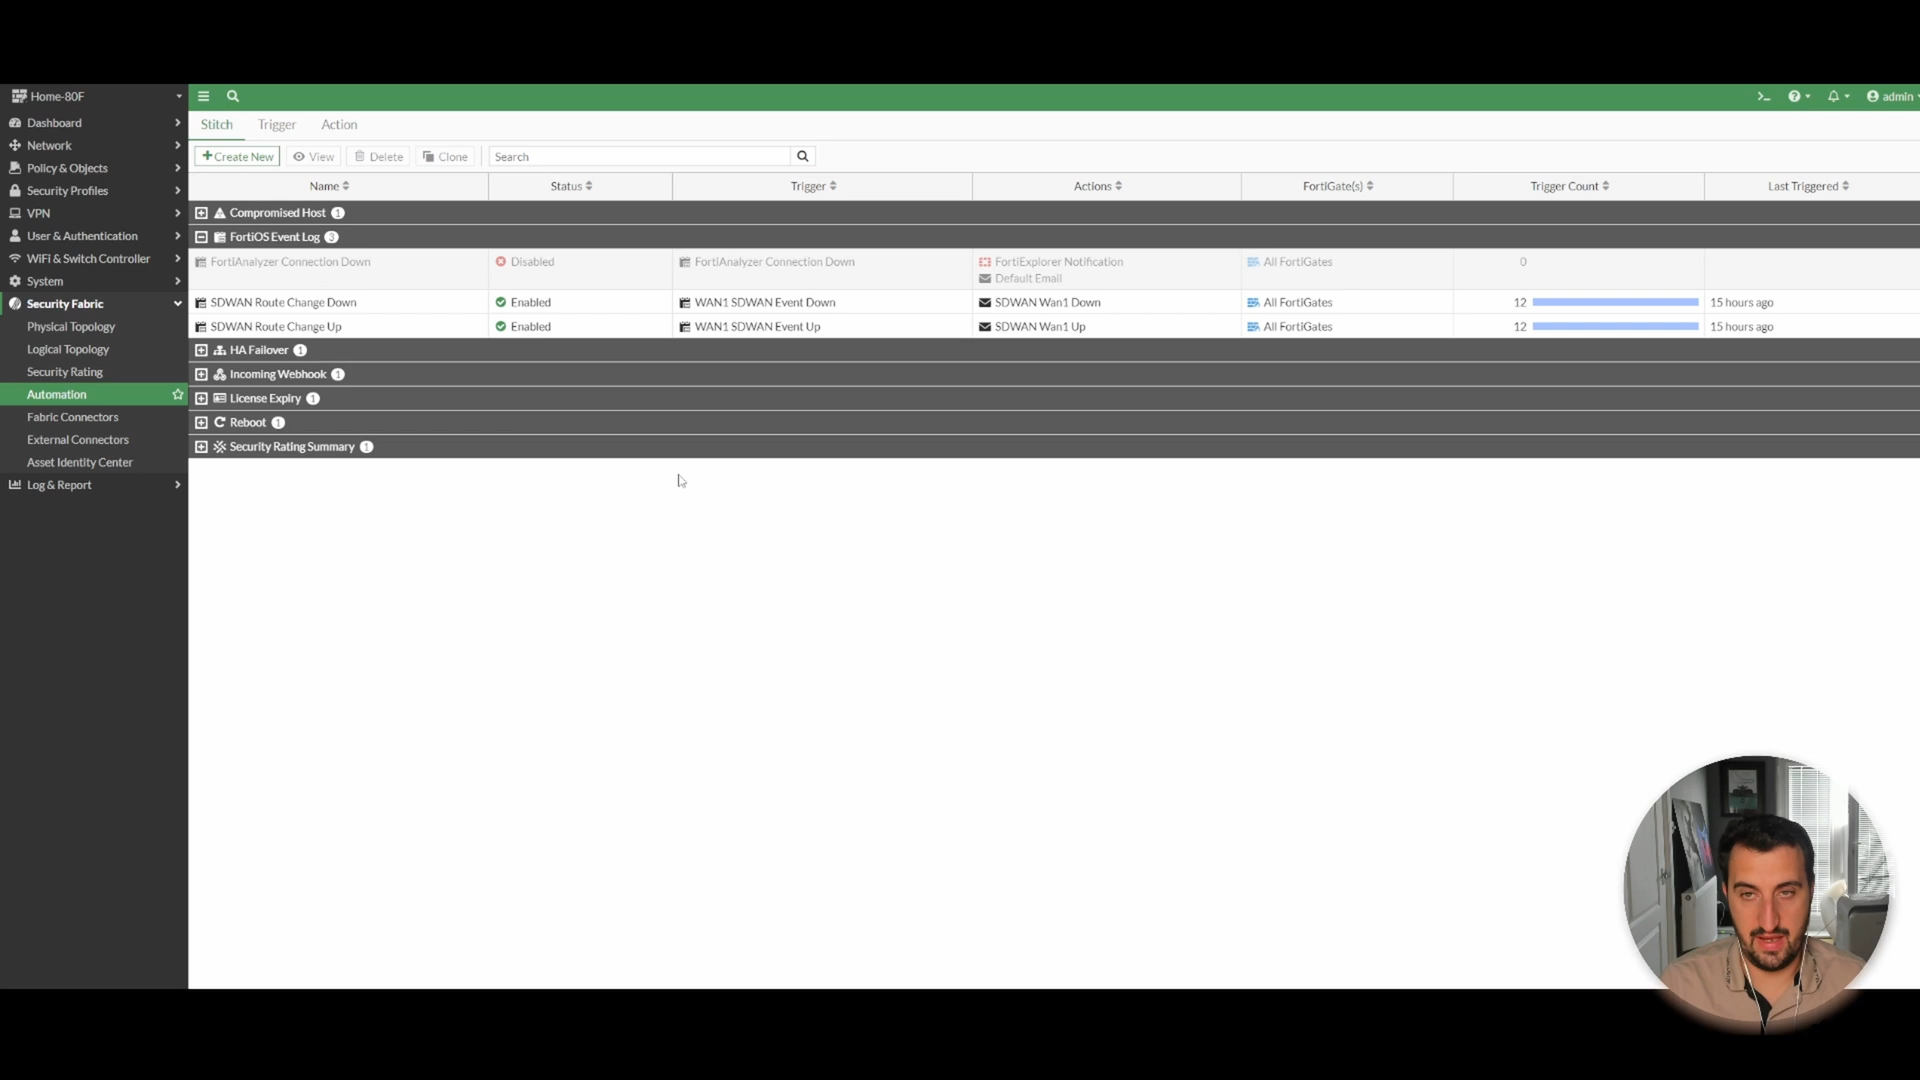 Home-80F
admin
Dashboard
Network
Policy & Objects
Security Profiles
VPN
User & Authentication
WiFi & Switch Controller
System
Security Fabric
Physical Topology
Logical Topology
Security Rating
Automation
Fabric Connectors
External Connectors
Asset Identity Center
Log & Report
Stitch Trigger Action
+Create New View Delete Clone Search
Name Status Trigger Actions FortiGate(s) Trigger Count Last Triggered
Compromised Host 1
FortiOS Event Log 3
FortiAnalyzer Connection Down Disabled FortiAnalyzer Connection Down FortiExplorer Notification All FortiGates 0
Default Email
SDWAN Route Change Down Enabled WAN1 SDWAN Event Down SDWAN Wan1 Down All FortiGates 12 15 hours ago
SDWAN Route Change Up Enabled WAN1 SDWAN Event Up SDWAN Wan1 Up All FortiGates 12 15 hours ago
HA Failover 1
Incoming Webhook 1
License Expiry 1
Reboot 1
Security Rating Summary 1